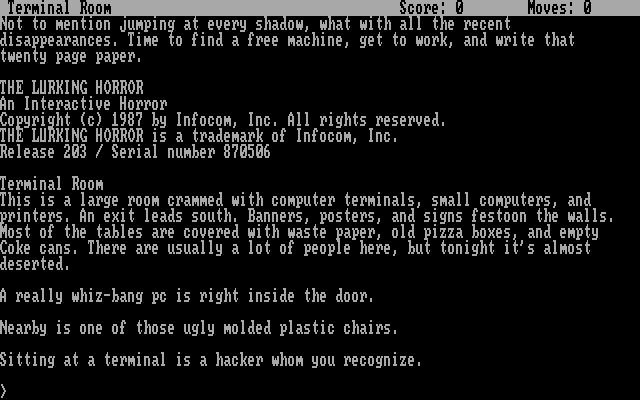 Terminal Room Score: 0 Moves: 0
Not to mention jumping at every shadow, what with all the recent
disappearances. Time to find a free machine, get to work, and write that
twenty page paper.
THE LURKING HORROR
An Interactive Horror
Copyright (c) 1987 by Infocom, Inc. All rights reserved.
THE LURKING HORROR is a trademark of Infocom, Inc.
Release 203 / Serial number 870506
Terminal Room
This is a large room crammed with computer terminals, small computers, and
printers. An exit leads south. Banners, posters, and signs festoon the walls.
Most of the tables are covered with waste paper, old pizza boxes, and empty
Coke cans. There are usually a lot of people here, but tonight it's almost
deserted.
A really whiz-bang pc is right inside the door.
Nearby is one of those ugly molded plastic chairs.
Sitting at a terminal is a hacker whom you recognize.
>